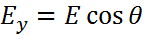 E_y = E cos θ